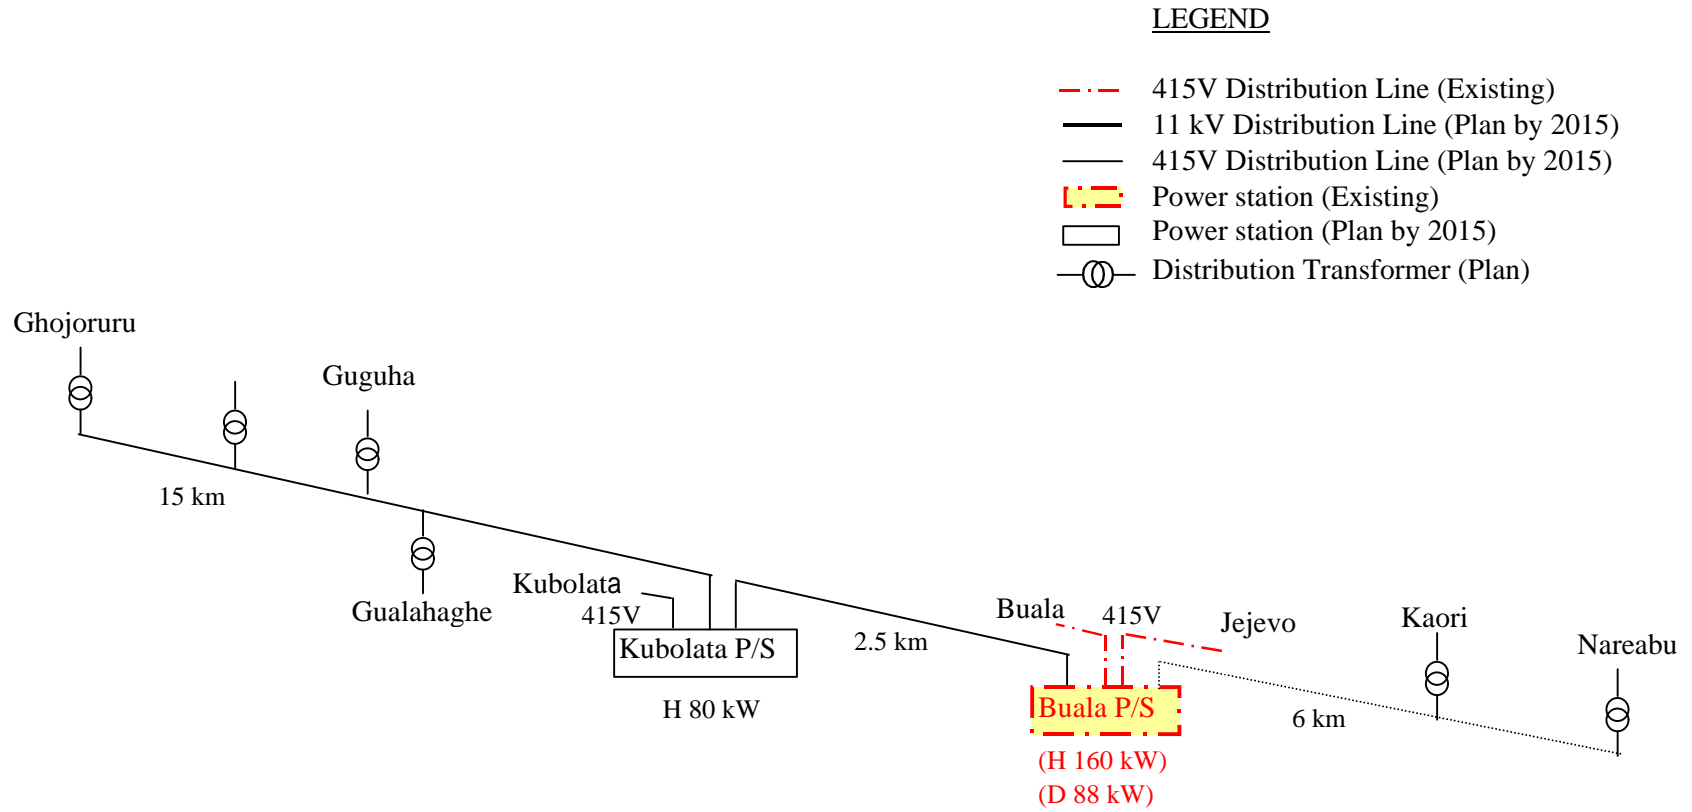 LEGEND
415V Distribution Line (Existing)
11 kV Distribution Line (Plan by 2015)
415V Distribution Line (Plan by 2015)
Power station (Existing)
Power station (Plan by 2015)
Distribution Transformer (Plan)
Ghojoruru
Guguha
15 km
Gualahaghe
Kubolata
415V
Kubolata P/S
H 80 kW
2.5 km
Buala
415V
Jejevo
Kaori
Nareabu
Buala P/S
6 km
(H 160 kW)
(D 88 kW)